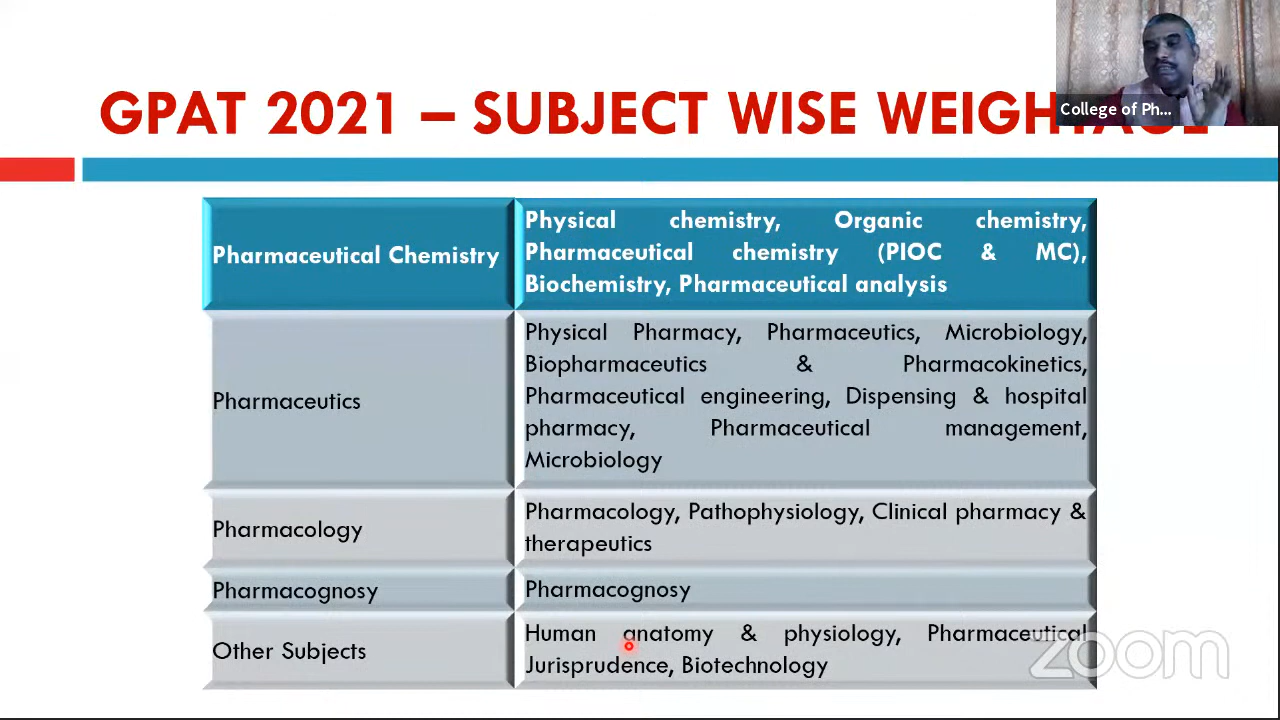 College of Ph...
GPAT 2021 – SUBJECT WISE WEIGHTAGE
Pharmaceutical Chemistry
Physical chemistry, Organic chemistry,
Pharmaceutical chemistry (PIOC & MC),
Biochemistry, Pharmaceutical analysis
Pharmaceutics
Physical Pharmacy, Pharmaceutics, Microbiology,
Biopharmaceutics & Pharmacokinetics,
Pharmaceutical engineering, Dispensing & hospital
pharmacy, Pharmaceutical management,
Microbiology
Pharmacology
Pharmacology, Pathophysiology, Clinical pharmacy &
therapeutics
Pharmacognosy
Pharmacognosy
Other Subjects
Human anatomy & physiology, Pharmaceutical
Jurisprudence, Biotechnology
zoom